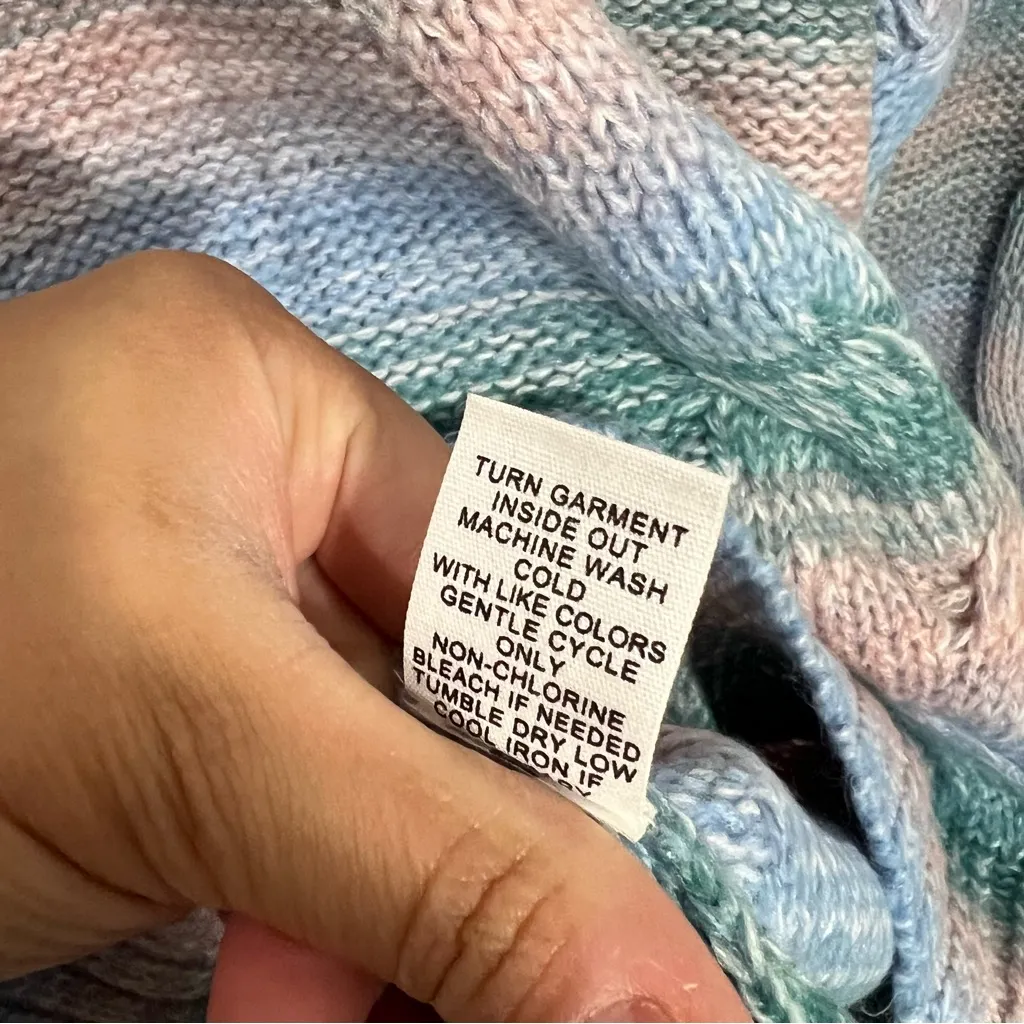 TURN GARMENT
INSIDE OUT
MACHINE WASH
COLD
WITH LIKE COLORS
GENTLE CYCLE
ONLY
NON-CHLORINE
BLEACH IF NEEDED
TUMBLE DRY LOW
COOL IRON IF